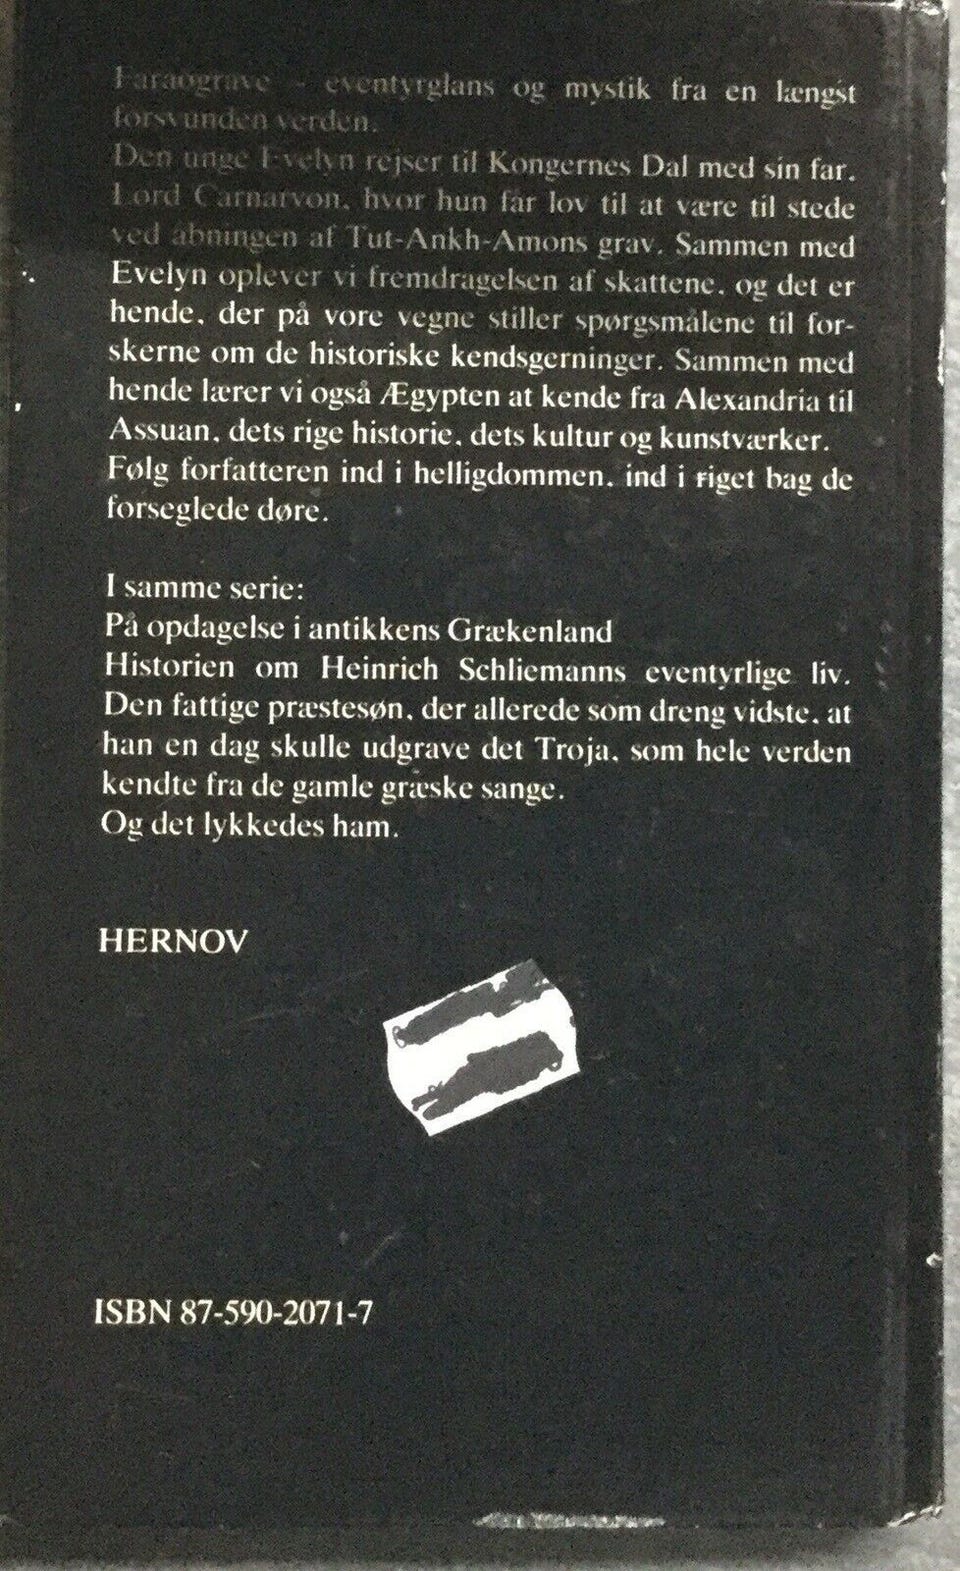 Faraograve - eventyrglans og mystik fra en længst
forsvunden verden.
Den unge Evelyn rejser til Kongernes Dal med sin far,
Lord Carnarvon, hvor hun får lov til at være til stede
ved åbningen af Tut-Ankh-Amons grav. Sammen med
Evelyn oplever vi fremdragelsen af skattene, og det er
hende, der på vore vegne stiller spørgsmålene til for-
skerne om de historiske kendsgerninger. Sammen med
hende lærer vi også Ægypten at kende fra Alexandria til
Assuan, dets rige historie, dets kultur og kunstværker.
Følg forfatteren ind i helligdommen, ind i riget bag de
forseglede døre.
I samme serie:
På opdagelse i antikkens Grækenland
Historien om Heinrich Schliemanns eventyrlige liv.
Den fattige præstesøn, der allerede som dreng vidste, at
han en dag skulle udgrave det Troja, som hele verden
kendte fra de gamle græske sange.
Og det lykkedes ham.
HERNOV
ISBN 87-590-2071-7